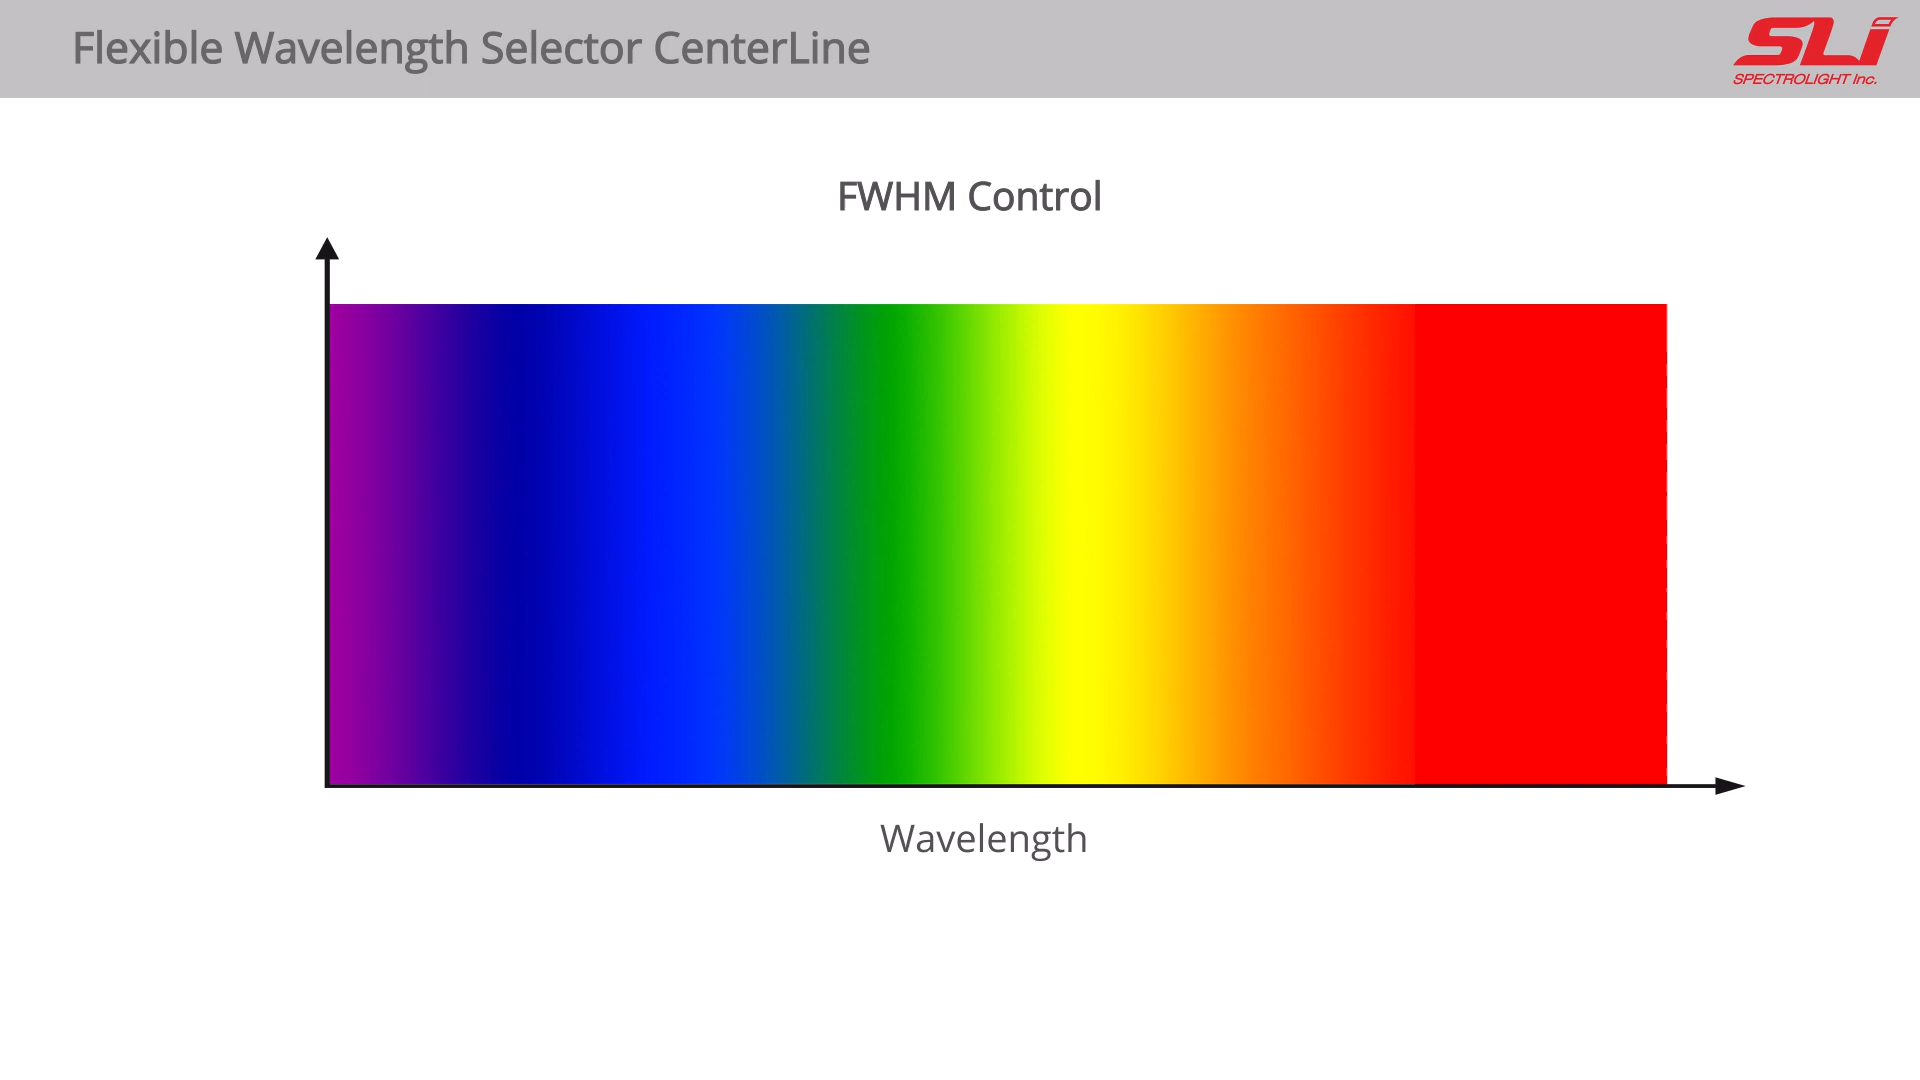 Flexible Wavelength Selector CenterLine
SLi
SPECTROLIGHT Inc.
FWHM Control
Wavelength